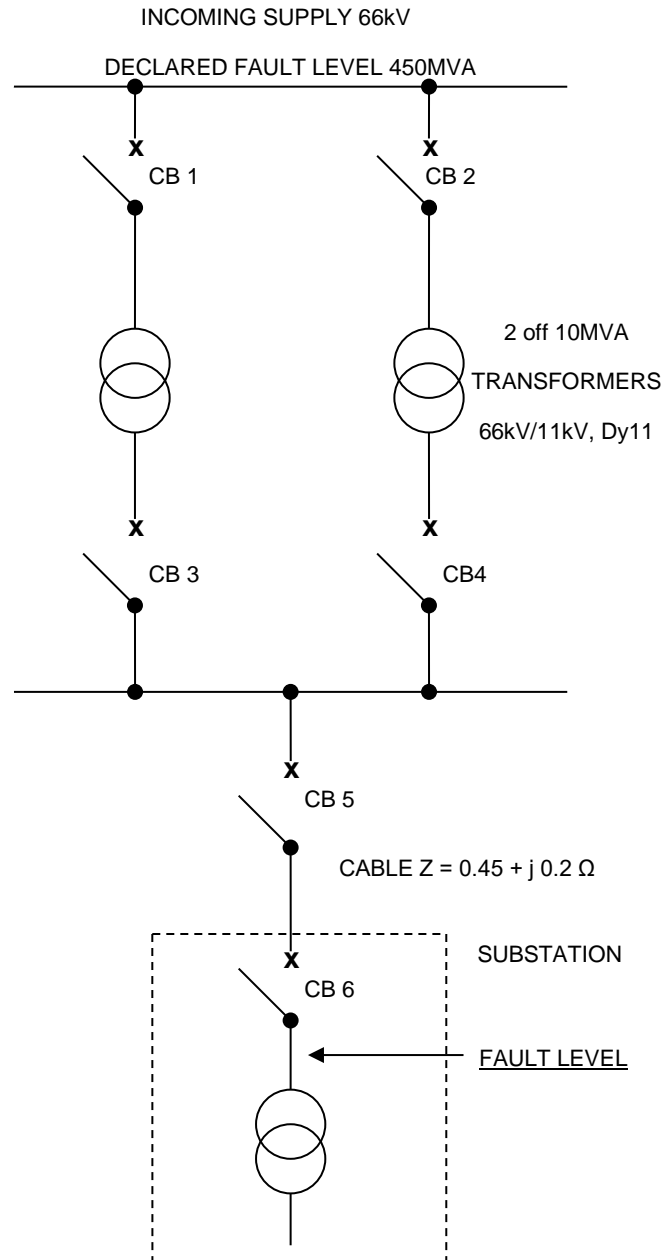 INCOMING SUPPLY 66kV
DECLARED FAULT LEVEL 450MVA
x
x
CB 1
CB 2
2 off 10MVA
TRANSFORMERS
66kV/11kV, Dy11
x
x
CB 3
CB4
x
CB 5
CABLE Z = 0.45 + j 0.2 Ω
SUBSTATION
x
CB 6
FAULT LEVEL